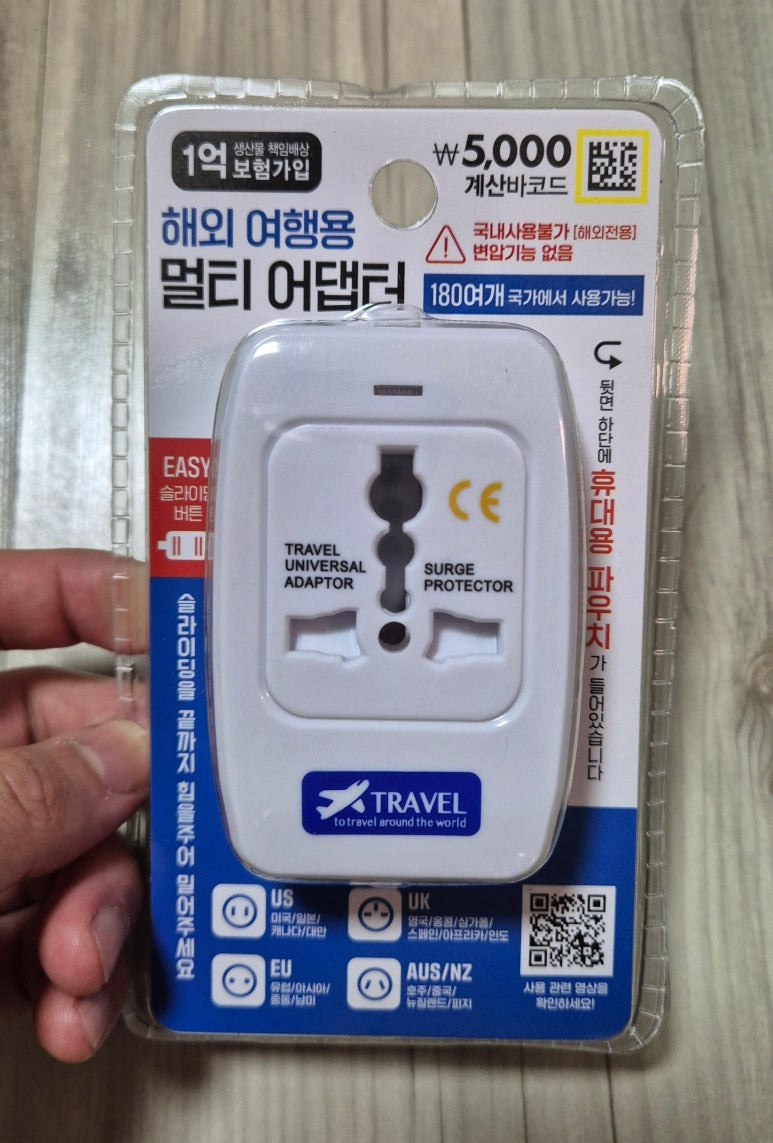 1억 생산물 책임배상
보험가입
₩5,000
계산바코드
해외 여행용
멀티 어댑터
국내사용불가 [해외전용]
변압기능 없음
180여개 국가에서 사용가능!
뒷면 하단에 휴대용 파우치가 들어있습니다
EASY
버튼
슬라이딩을 끝까지 힘을주어 밀어주세요
CE
TRAVEL
UNIVERSAL
ADAPTOR
SURGE
PROTECTOR
TRAVEL
to travel around the world
US
미국/일본/
캐나다/대만
UK
영국/홍콩/싱가폴/
스페인/아프리카/인도
EU
유럽/아시아/
중동/남미
AUS/NZ
호주/중국/
뉴질랜드/피지
사용 관련 영상을
확인하세요!